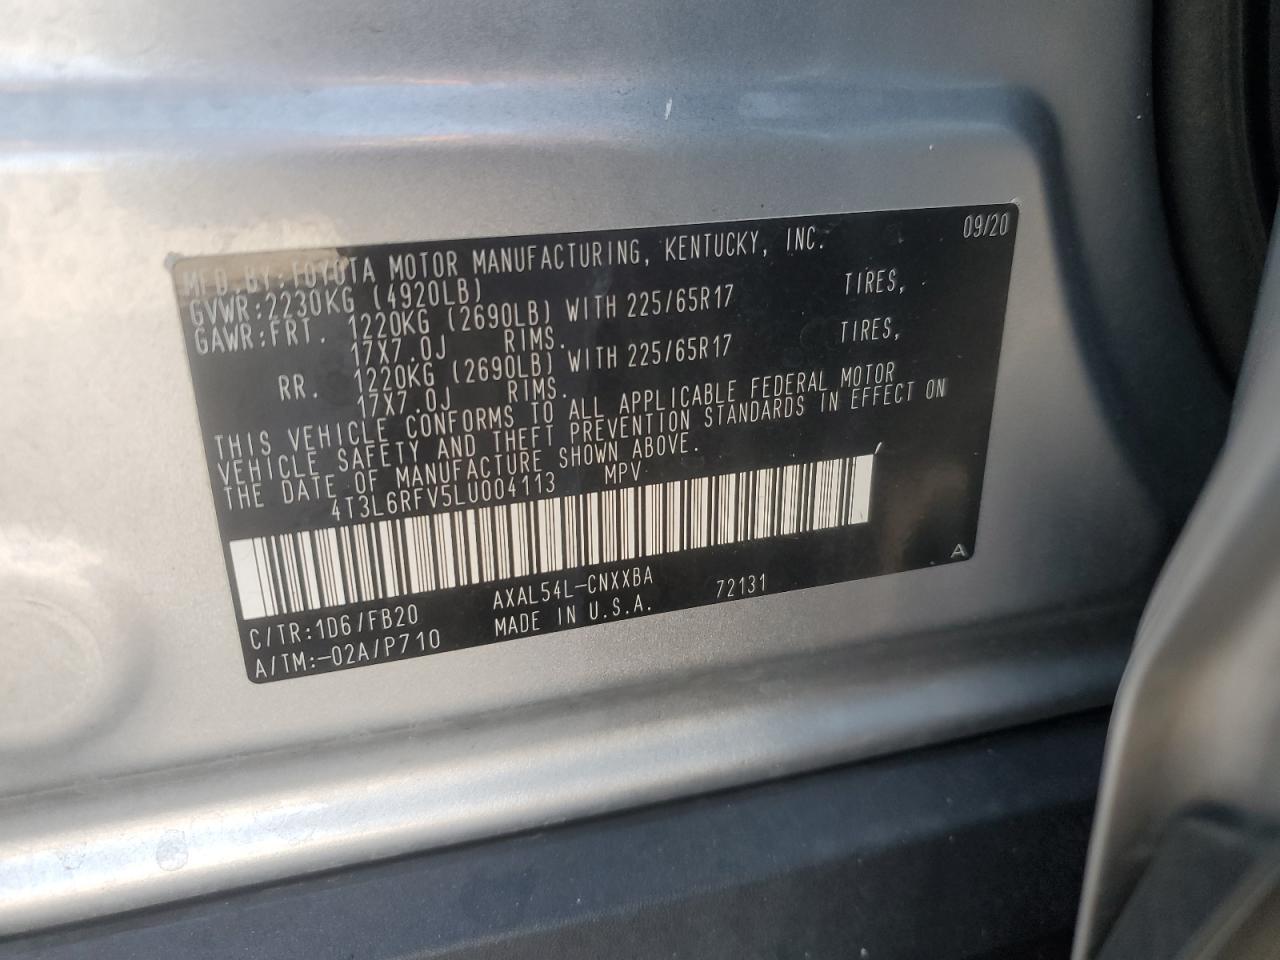 09/20
MFD. BY: TOYOTA MOTOR MANUFACTURING, KENTUCKY, INC.
GVWR:2230KG (4920LB)
GAWR:FRT. 1220KG (2690LB) WITH 225/65R17 TIRES,
17X7.0J RIMS.
RR. 1220KG (2690LB) WITH 225/65R17 TIRES,
17X7.0J RIMS.
THIS VEHICLE CONFORMS TO ALL APPLICABLE FEDERAL MOTOR
VEHICLE SAFETY AND THEFT PREVENTION STANDARDS IN EFFECT ON
THE DATE OF MANUFACTURE SHOWN ABOVE.
4T3L6RFV5LU004113 MPV
A
C/TR:1D6/FB20 AXAL54L-CNXXBA 72131
A/TM:-02A/P710 MADE IN U.S.A.